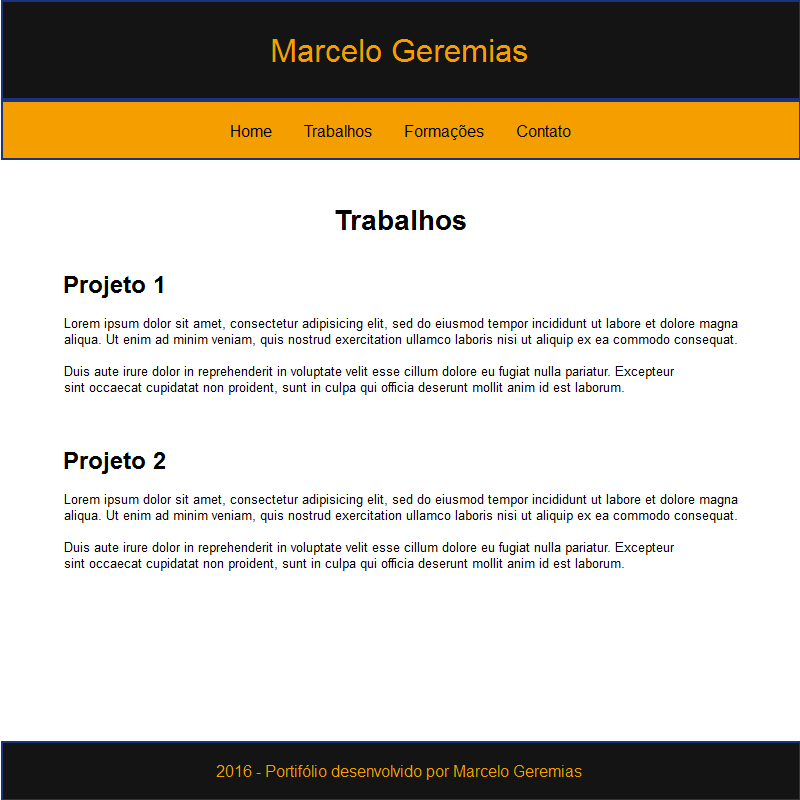 Marcelo Geremias
Home Trabalhos Formações Contato
Trabalhos
Projeto 1
Lorem ipsum dolor sit amet, consectetur adipisicing elit, sed do eiusmod tempor incididunt ut labore et dolore magna
aliqua. Ut enim ad minim veniam, quis nostrud exercitation ullamco laboris nisi ut aliquip ex ea commodo consequat.
Duis aute irure dolor in reprehenderit in voluptate velit esse cillum dolore eu fugiat nulla pariatur. Excepteur
sint occaecat cupidatat non proident, sunt in culpa qui officia deserunt mollit anim id est laborum.
Projeto 2
Lorem ipsum dolor sit amet, consectetur adipisicing elit, sed do eiusmod tempor incididunt ut labore et dolore magna
aliqua. Ut enim ad minim veniam, quis nostrud exercitation ullamco laboris nisi ut aliquip ex ea commodo consequat.
Duis aute irure dolor in reprehenderit in voluptate velit esse cillum dolore eu fugiat nulla pariatur. Excepteur
sint occaecat cupidatat non proident, sunt in culpa qui officia deserunt mollit anim id est laborum.
2016 - Portifólio desenvolvido por Marcelo Geremias